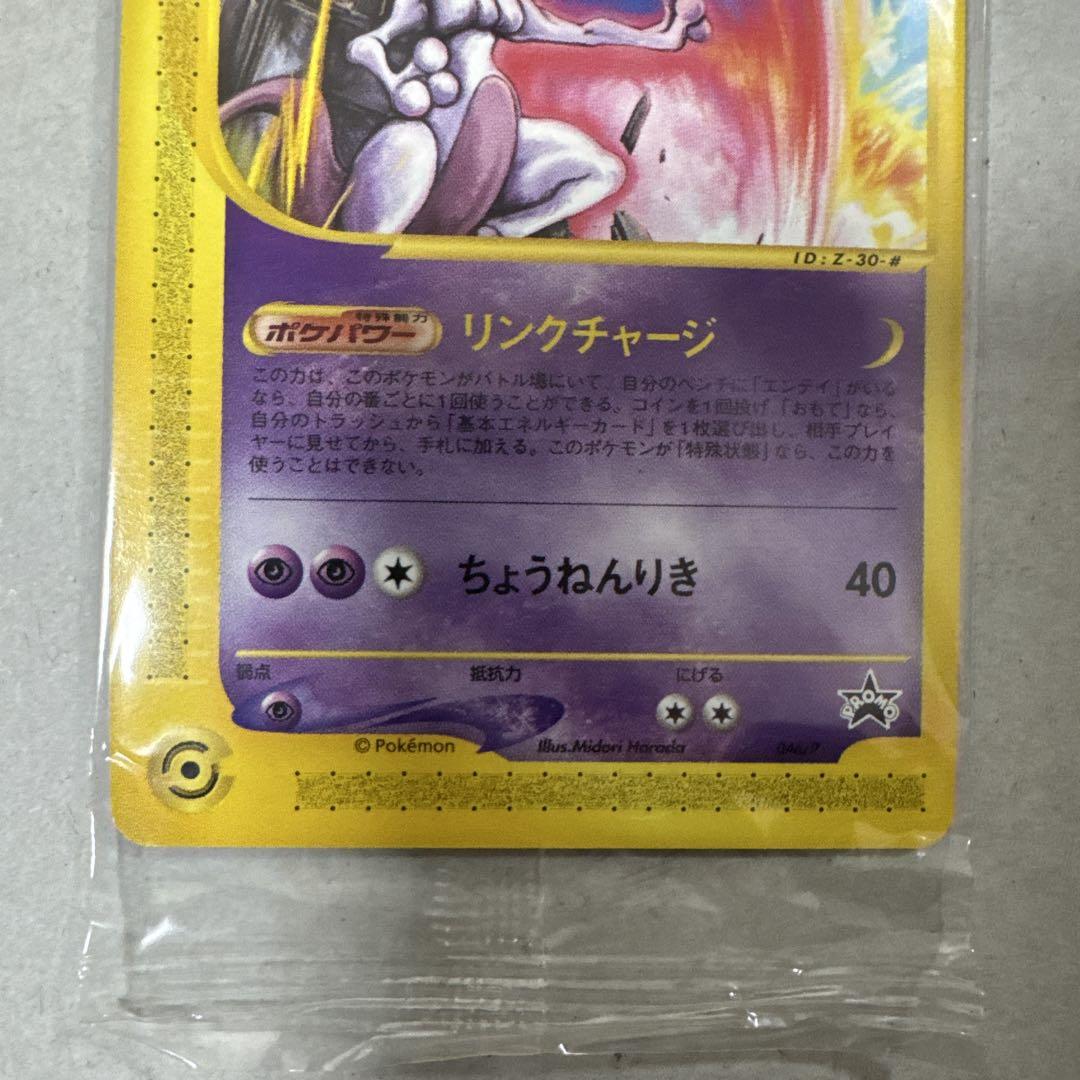 ID : Z-30-#
特殊能力
ポケパワー リンクチャージ
この力は、このポケモンがバトル場にいて、自分のベンチに「エンテイ」がいる
なら、自分の番ごとに1回使うことができる。コインを1回投げ「おもて」なら、
自分のトラッシュから「基本エネルギーカード」を1枚選び出し、相手プレイ
ヤーに見せてから、手札に加える。このポケモンが「特殊状態」なら、この力を
使うことはできない。
ちょうねんりき 40
弱点 抵抗力 にげる
PROMO
© Pokémon Illus.Midori Harada